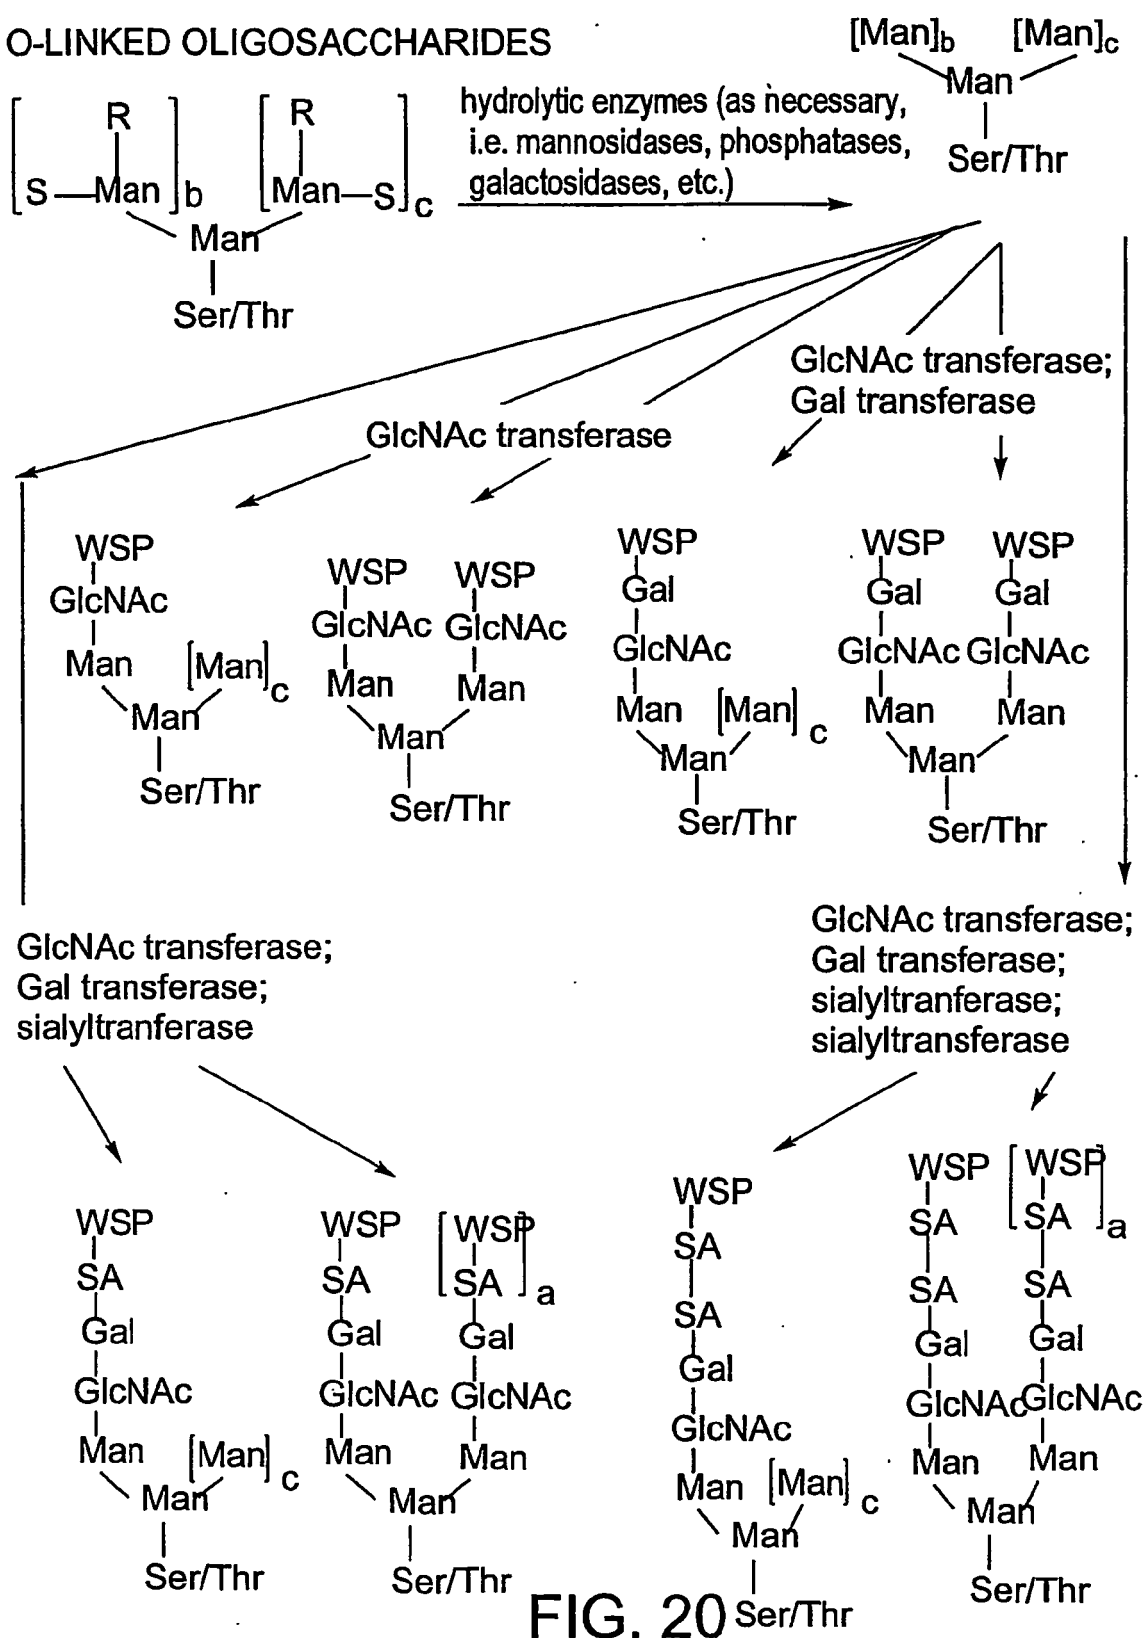 O-LINKED OLIGOSACCHARIDES
[Man]b [Man]c
Man
Ser/Thr
R R
[S—Man]b [Man—S]c
Man
Ser/Thr
hydrolytic enzymes (as necessary,
i.e. mannosidases, phosphatases,
galactosidases, etc.)
GlcNAc transferase;
Gal transferase
GlcNAc transferase
WSP
GlcNAc
Man [Man]c
Man
Ser/Thr
WSP WSP
GlcNAc GlcNAc
Man Man
Man
Ser/Thr
WSP
Gal
GlcNAc
Man [Man]c
Man
Ser/Thr
WSP WSP
Gal Gal
GlcNAc GlcNAc
Man Man
Man
Ser/Thr
GlcNAc transferase;
Gal transferase;
sialyltranferase
GlcNAc transferase;
Gal transferase;
sialyltranferase;
sialyltransferase
WSP
SA
Gal
GlcNAc
Man [Man]c
Man
Ser/Thr
WSP [WSP
SA SA]a
Gal Gal
GlcNAc GlcNAc
Man Man
Man
Ser/Thr
WSP
SA
SA
Gal
GlcNAc
Man [Man]c
Man
Ser/Thr
WSP [WSP
SA SA]a
SA SA
Gal Gal
GlcNAc GlcNAc
Man Man
Man
Ser/Thr
FIG. 20